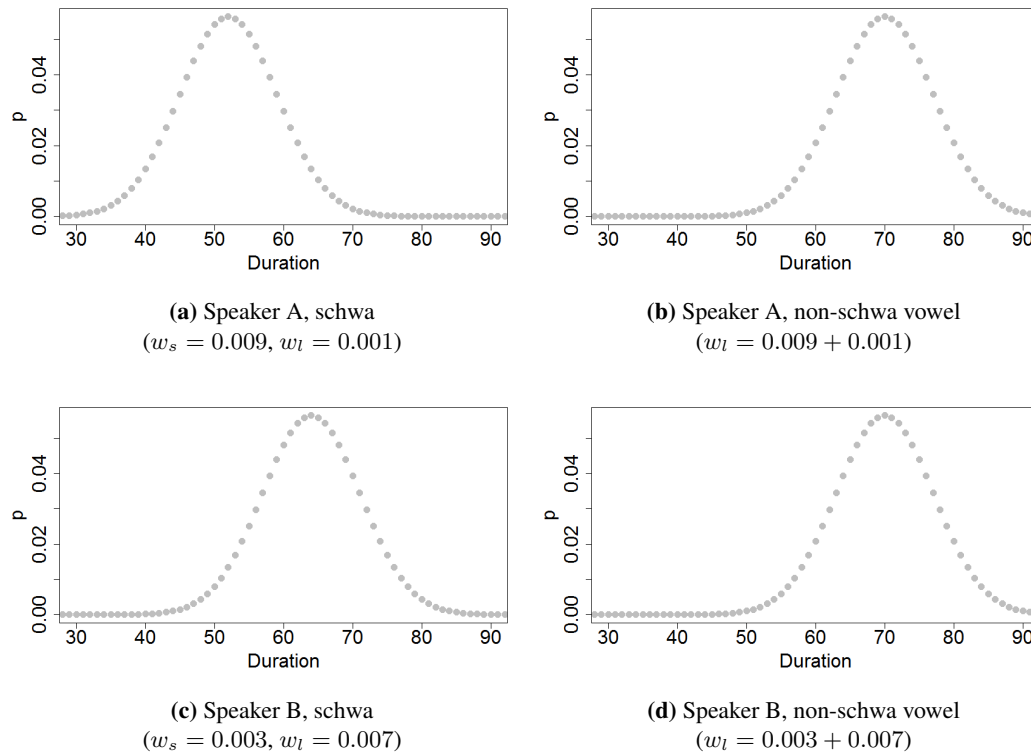 p
0.00 0.02 0.04
30 40 50 60 70 80 90
Duration
(a) Speaker A, schwa
(w_s = 0.009, w_l = 0.001)
p
0.00 0.02 0.04
30 40 50 60 70 80 90
Duration
(b) Speaker A, non-schwa vowel
(w_l = 0.009 + 0.001)
p
0.00 0.02 0.04
30 40 50 60 70 80 90
Duration
(c) Speaker B, schwa
(w_s = 0.003, w_l = 0.007)
p
0.00 0.02 0.04
30 40 50 60 70 80 90
Duration
(d) Speaker B, non-schwa vowel
(w_l = 0.003 + 0.007)